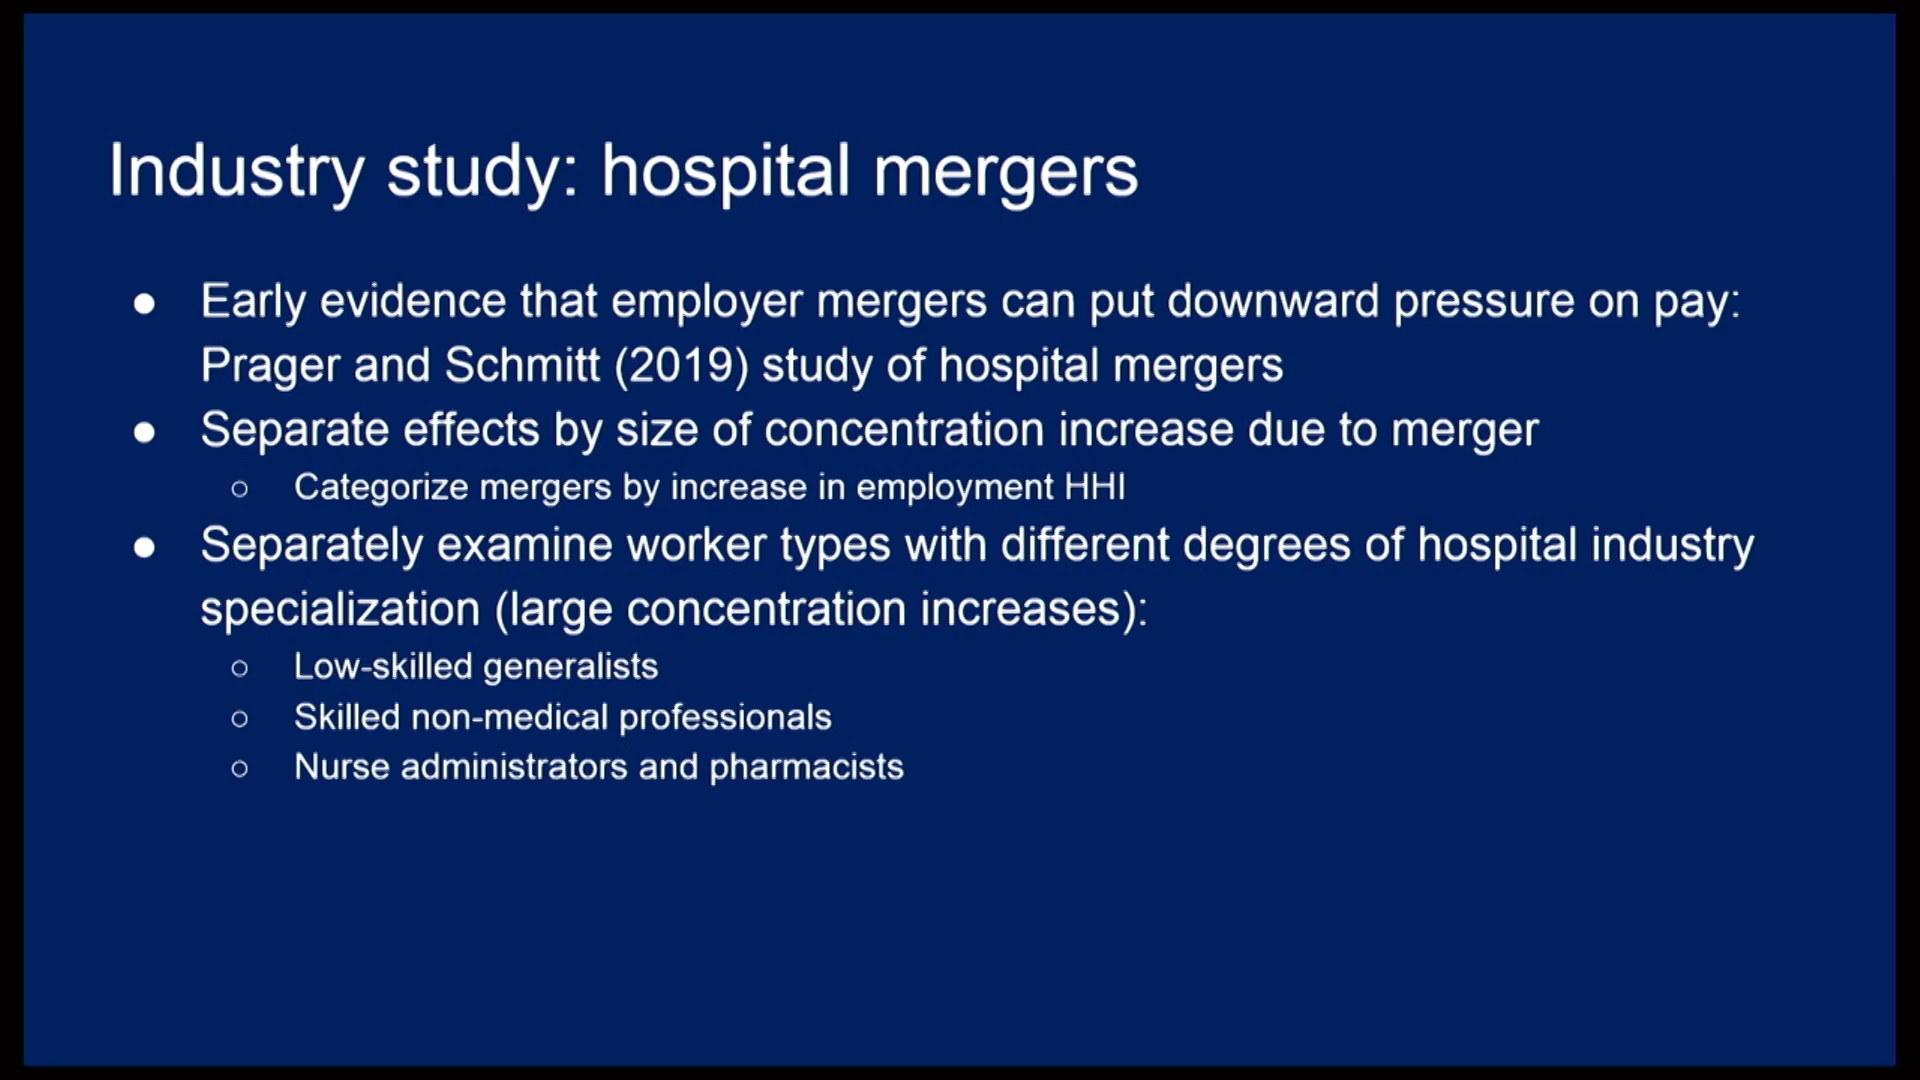 Industry study: hospital mergers
● Early evidence that employer mergers can put downward pressure on pay:
Prager and Schmitt (2019) study of hospital mergers
● Separate effects by size of concentration increase due to merger
○ Categorize mergers by increase in employment HHI
● Separately examine worker types with different degrees of hospital industry
specialization (large concentration increases):
○ Low-skilled generalists
○ Skilled non-medical professionals
○ Nurse administrators and pharmacists